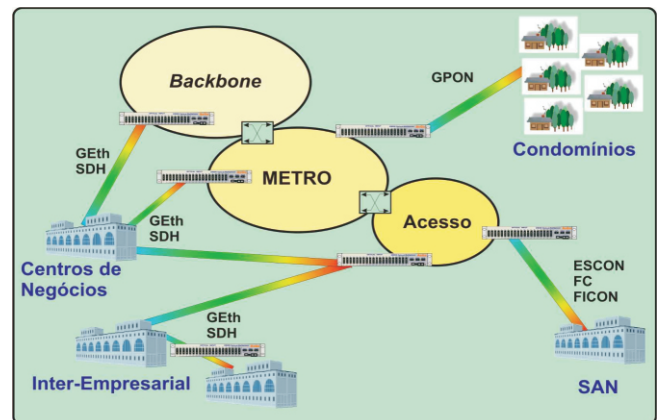 Backbone
GPON
Condomínios
GEth
SDH
METRO
Acesso
GEth
SDH
Centros de
Negócios
ESCON
FC
FICON
GEth
SDH
Inter-Empresarial
SAN